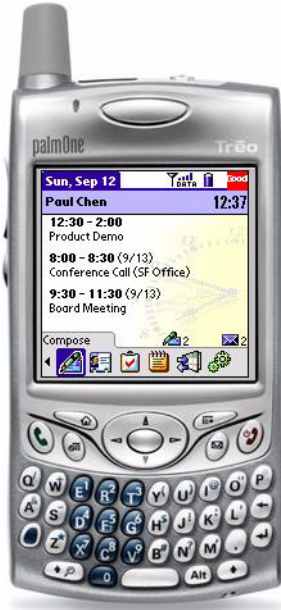 palmOne
Trēo
Sun, Sep 12
DATA
Good
Paul Chen
12:37
12:30 - 2:00
Product Demo
8:00 - 8:30 (9/13)
Conference Call (SF Office)
9:30 - 11:30 (9/13)
Board Meeting
Compose
2
2
Q W E R T Y U I O P
A S D F G H J K L
Z X C V B N M .
0 Alt